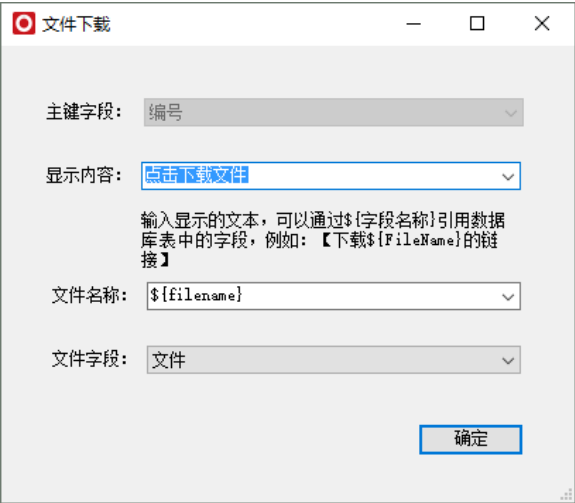 文件下载
主键字段： 编号
显示内容： 点击下载文件
输入显示的文本，可以通过${字段名称}引用数据
库表中的字段，例如：【下载${FileName}的链
接】
文件名称： ${filename}
文件字段： 文件
确定